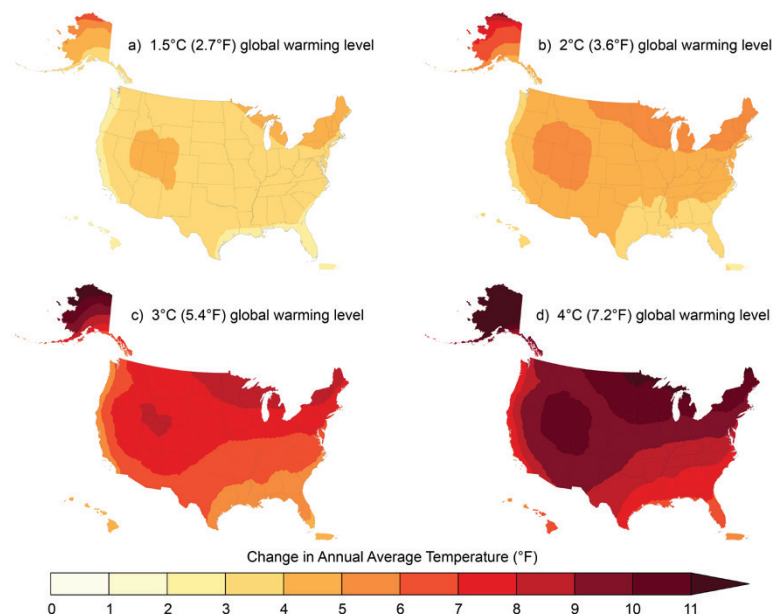 a) 1.5°C (2.7°F) global warming level
b) 2°C (3.6°F) global warming level
c) 3°C (5.4°F) global warming level
d) 4°C (7.2°F) global warming level
Change in Annual Average Temperature (°F)
0 1 2 3 4 5 6 7 8 9 10 11